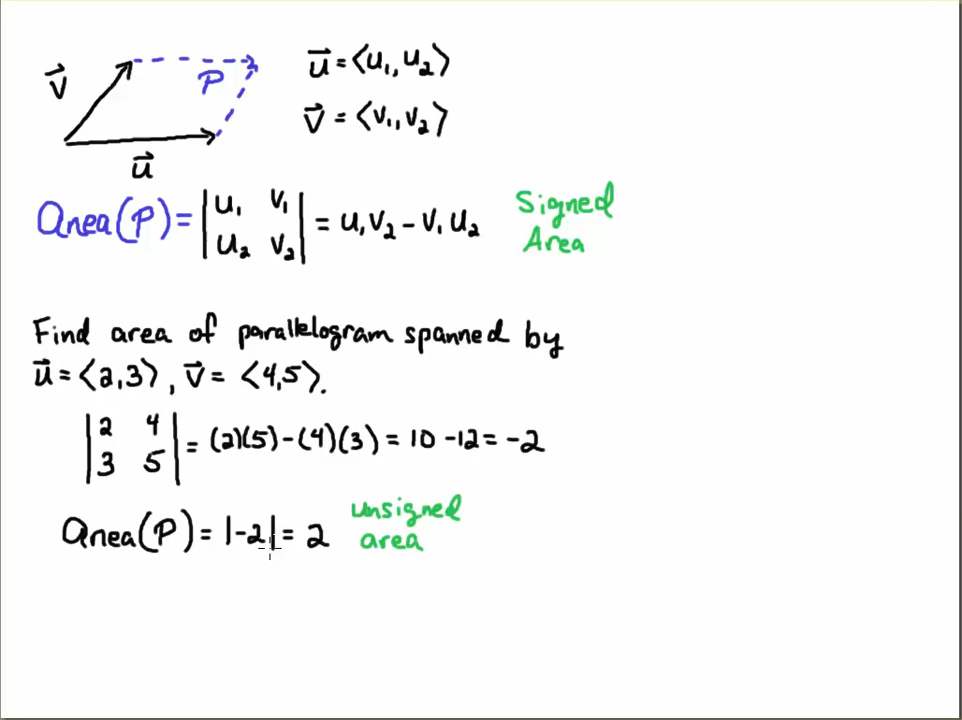 v⃗ P u⃗ = ⟨u₁, u₂⟩
v⃗ = ⟨v₁, v₂⟩
u⃗
Area(P) = |u₁ v₁; u₂ v₂| = u₁v₂ − v₁u₂ Signed Area
Find area of parallelogram spanned by
u⃗ = ⟨2,3⟩, v⃗ = ⟨4,5⟩.
|2 4; 3 5| = (2)(5) − (4)(3) = 10 − 12 = −2
Area(P) = |−2| = 2 unsigned area